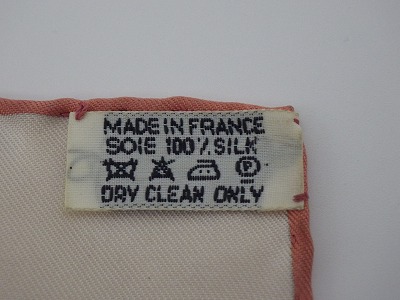 MADE IN FRANCE
SOIE 100% SILK
P
DRY CLEAN ONLY